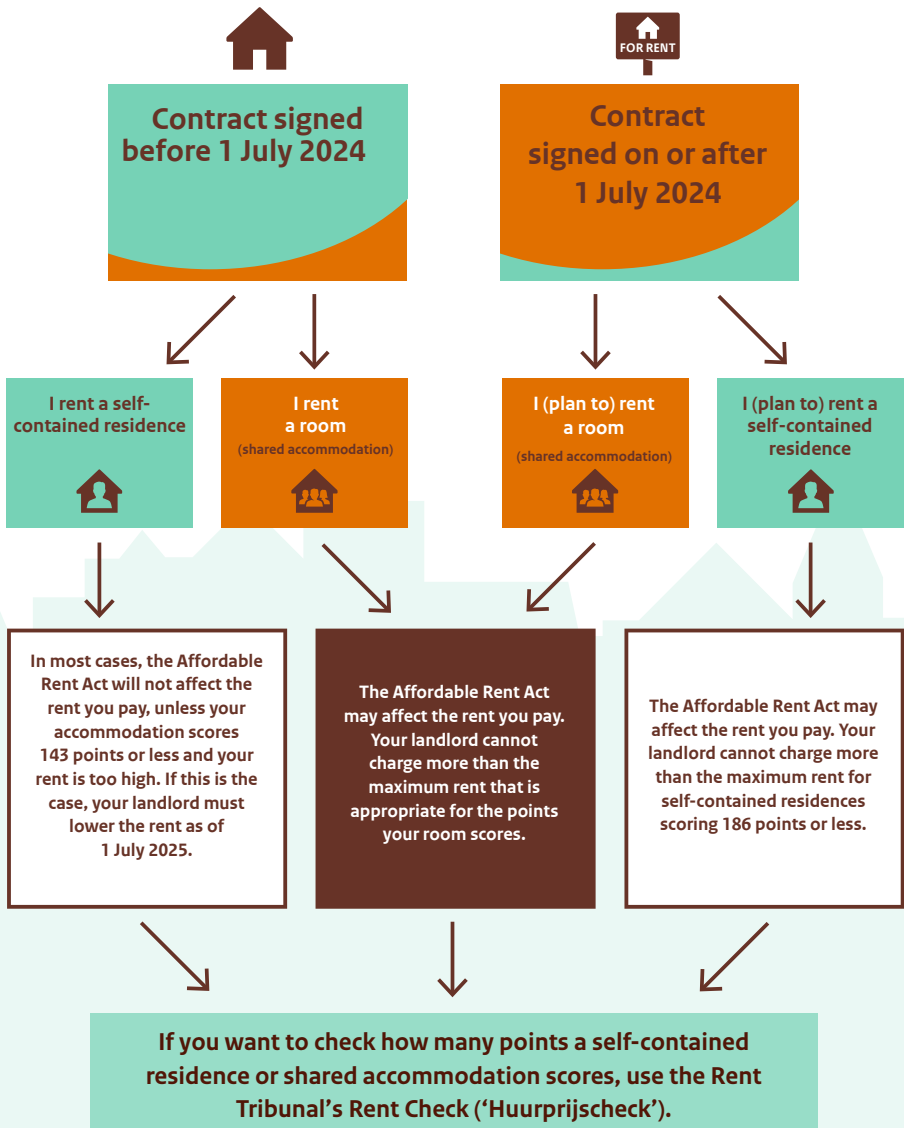 FOR RENT
Contract signed
before 1 July 2024
Contract
signed on or after
1 July 2024
I rent a self-
contained residence
I rent
a room
(shared accommodation)
I (plan to) rent
a room
(shared accommodation)
I (plan to) rent a
self-contained
residence
In most cases, the Affordable
Rent Act will not affect the
rent you pay, unless your
accommodation scores
143 points or less and your
rent is too high. If this is the
case, your landlord must
lower the rent as of
1 July 2025.
The Affordable Rent Act
may affect the rent you pay.
Your landlord cannot
charge more than the
maximum rent that is
appropriate for the points
your room scores.
The Affordable Rent Act may
affect the rent you pay. Your
landlord cannot charge more
than the maximum rent for
self-contained residences
scoring 186 points or less.
If you want to check how many points a self-contained
residence or shared accommodation scores, use the Rent
Tribunal's Rent Check (‘Huurprijscheck’).